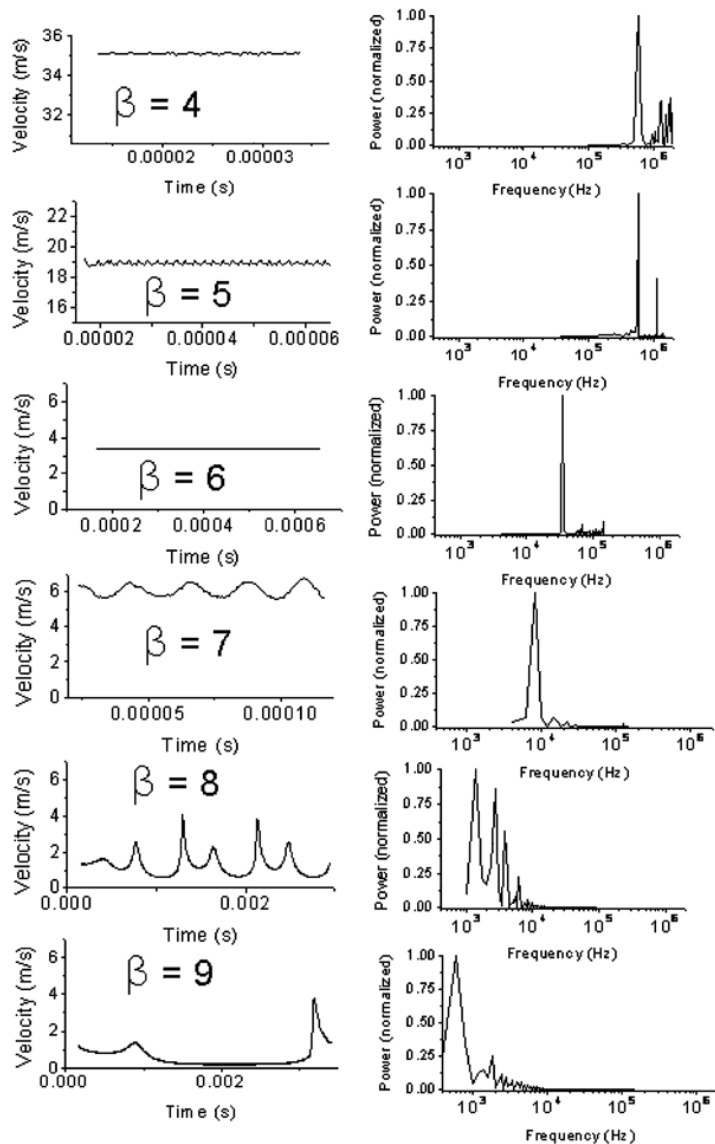 36
34
32
Velocity (m/s)
β = 4
0.00002 0.00003
Time (s)
1.00
0.75
0.50
0.25
0.00
Power (normalized)
10³ 10⁴ 10⁵ 10⁶
Frequency (Hz)
22
20
18
16
Velocity (m/s)
β = 5
0.00002 0.00004 0.00006
Time (s)
1.00
0.75
0.50
0.25
0.00
Power (normalized)
10³ 10⁴ 10⁵ 10⁶
Frequency (Hz)
6
4
2
0
Velocity (m/s)
β = 6
0.0002 0.0004 0.0006
Time (s)
1.00
0.75
0.50
0.25
0.00
Power (normalized)
10³ 10⁴ 10⁵ 10⁶
Frequency (Hz)
6
4
2
0
Velocity (m/s)
β = 7
0.00005 0.00010
Time (s)
1.00
0.75
0.50
0.25
0.00
Power (normalized)
10³ 10⁴ 10⁵ 10⁶
Frequency (Hz)
6
4
2
0
Velocity (m/s)
β = 8
0.000 0.002
Time (s)
1.00
0.75
0.50
0.25
0.00
Power (normalized)
10³ 10⁴ 10⁵ 10⁶
Frequency (Hz)
6
4
2
0
Velocity (m/s)
β = 9
0.000 0.002
Time (s)
1.00
0.75
0.50
0.25
0.00
Power (normalized)
10³ 10⁴ 10⁵ 10⁶
Frequency (Hz)